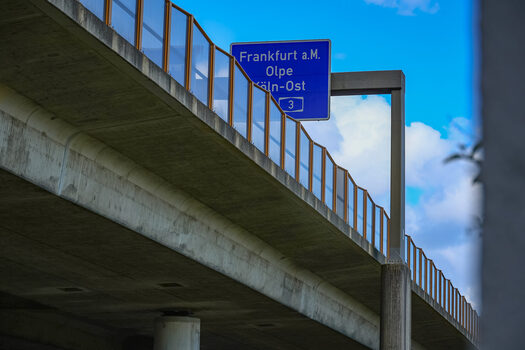 Frankfurt a.M.
Olpe
Köln-Ost
3